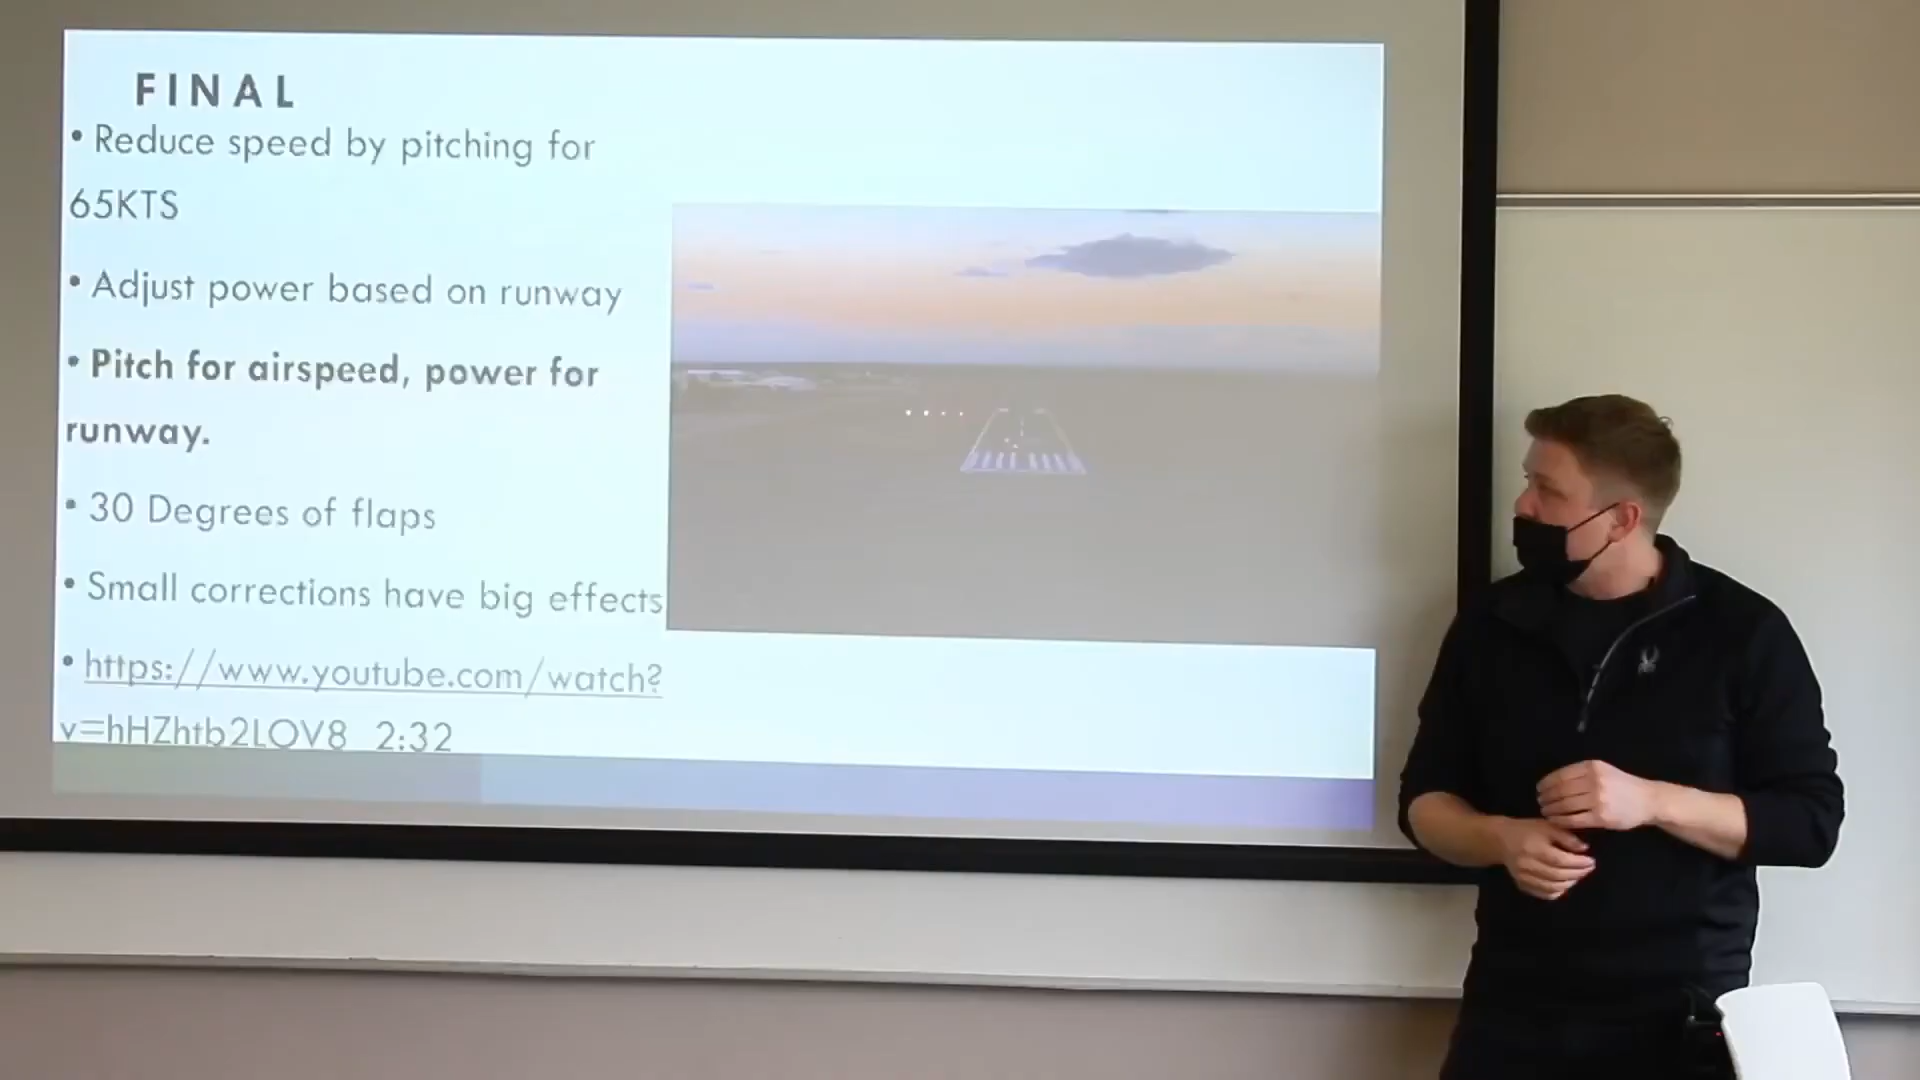 FINAL
• Reduce speed by pitching for
65KTS
• Adjust power based on runway
• Pitch for airspeed, power for
runway.
• 30 Degrees of flaps
• Small corrections have big effects
• https://www.youtube.com/watch?
v=hHZhtb2LOV8 2:32